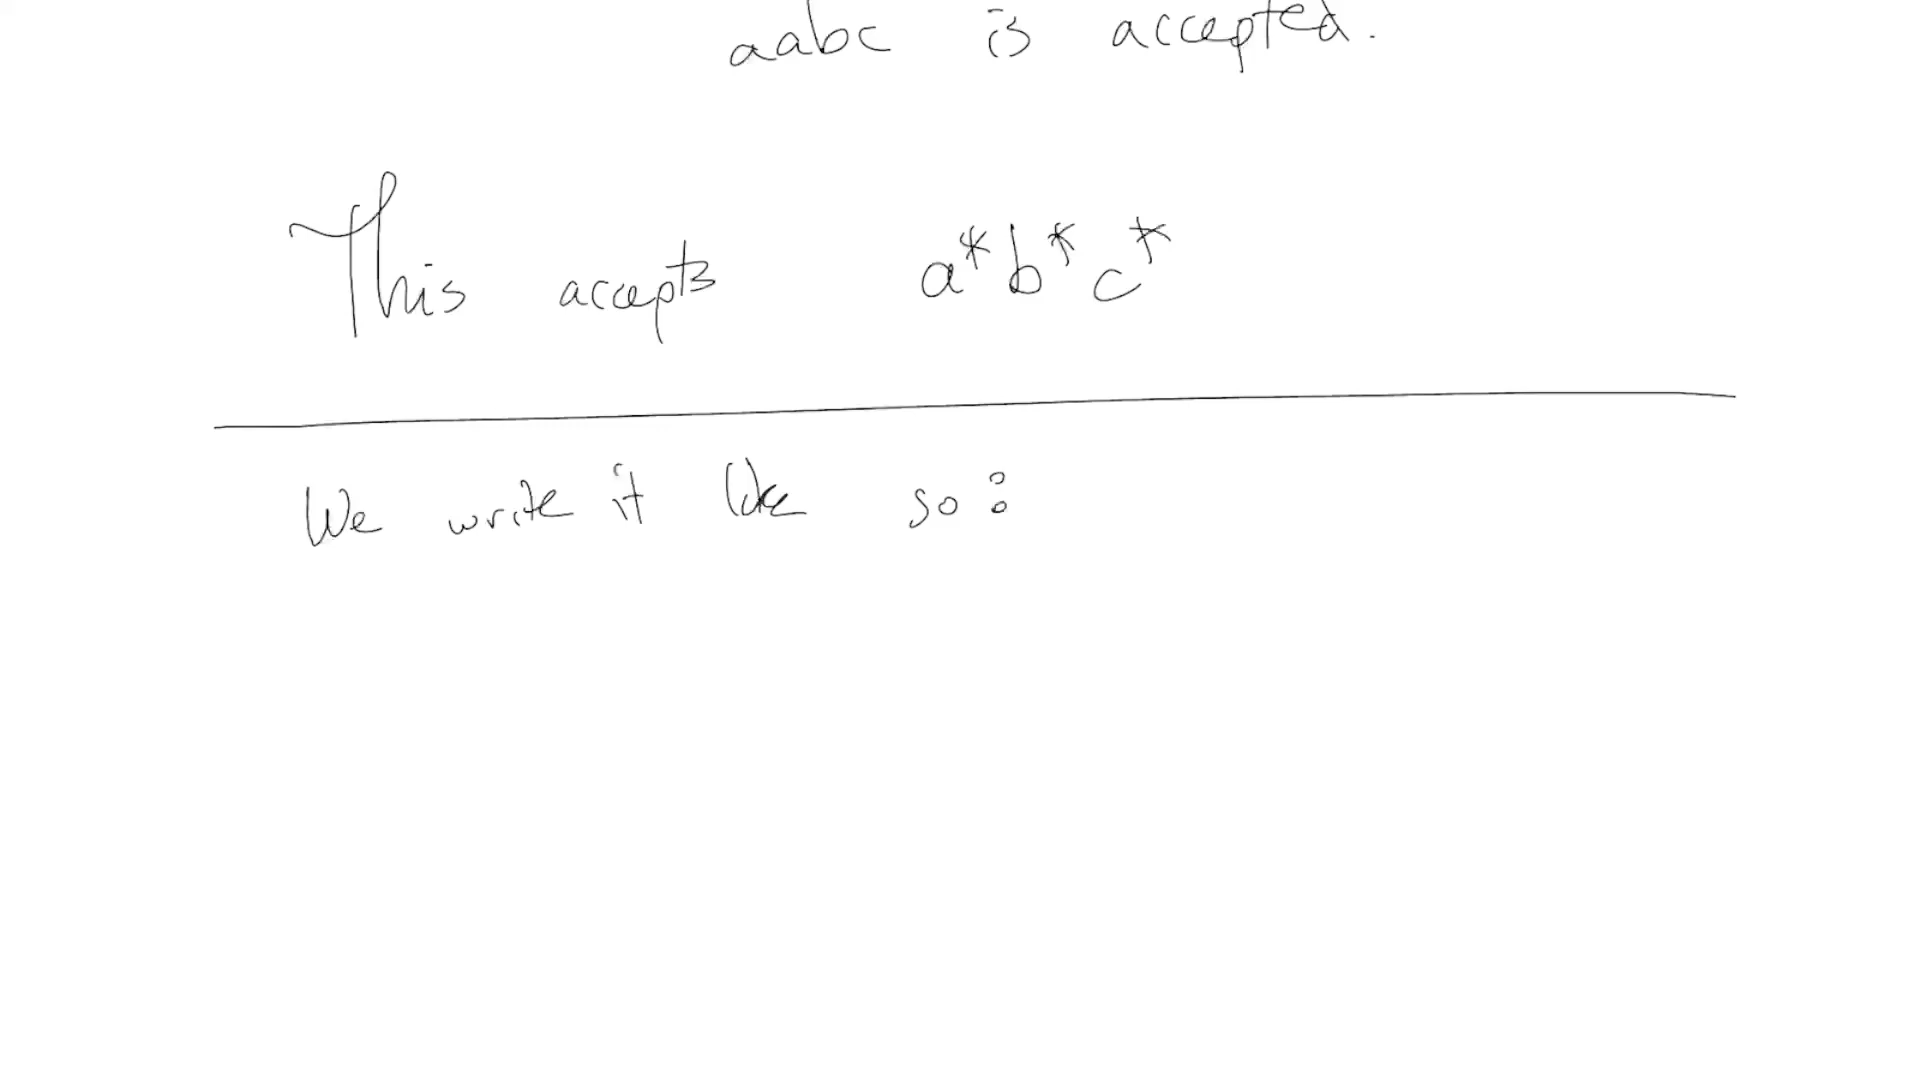 aabc is accepted.
This accepts a*b*c*
We write it like so: